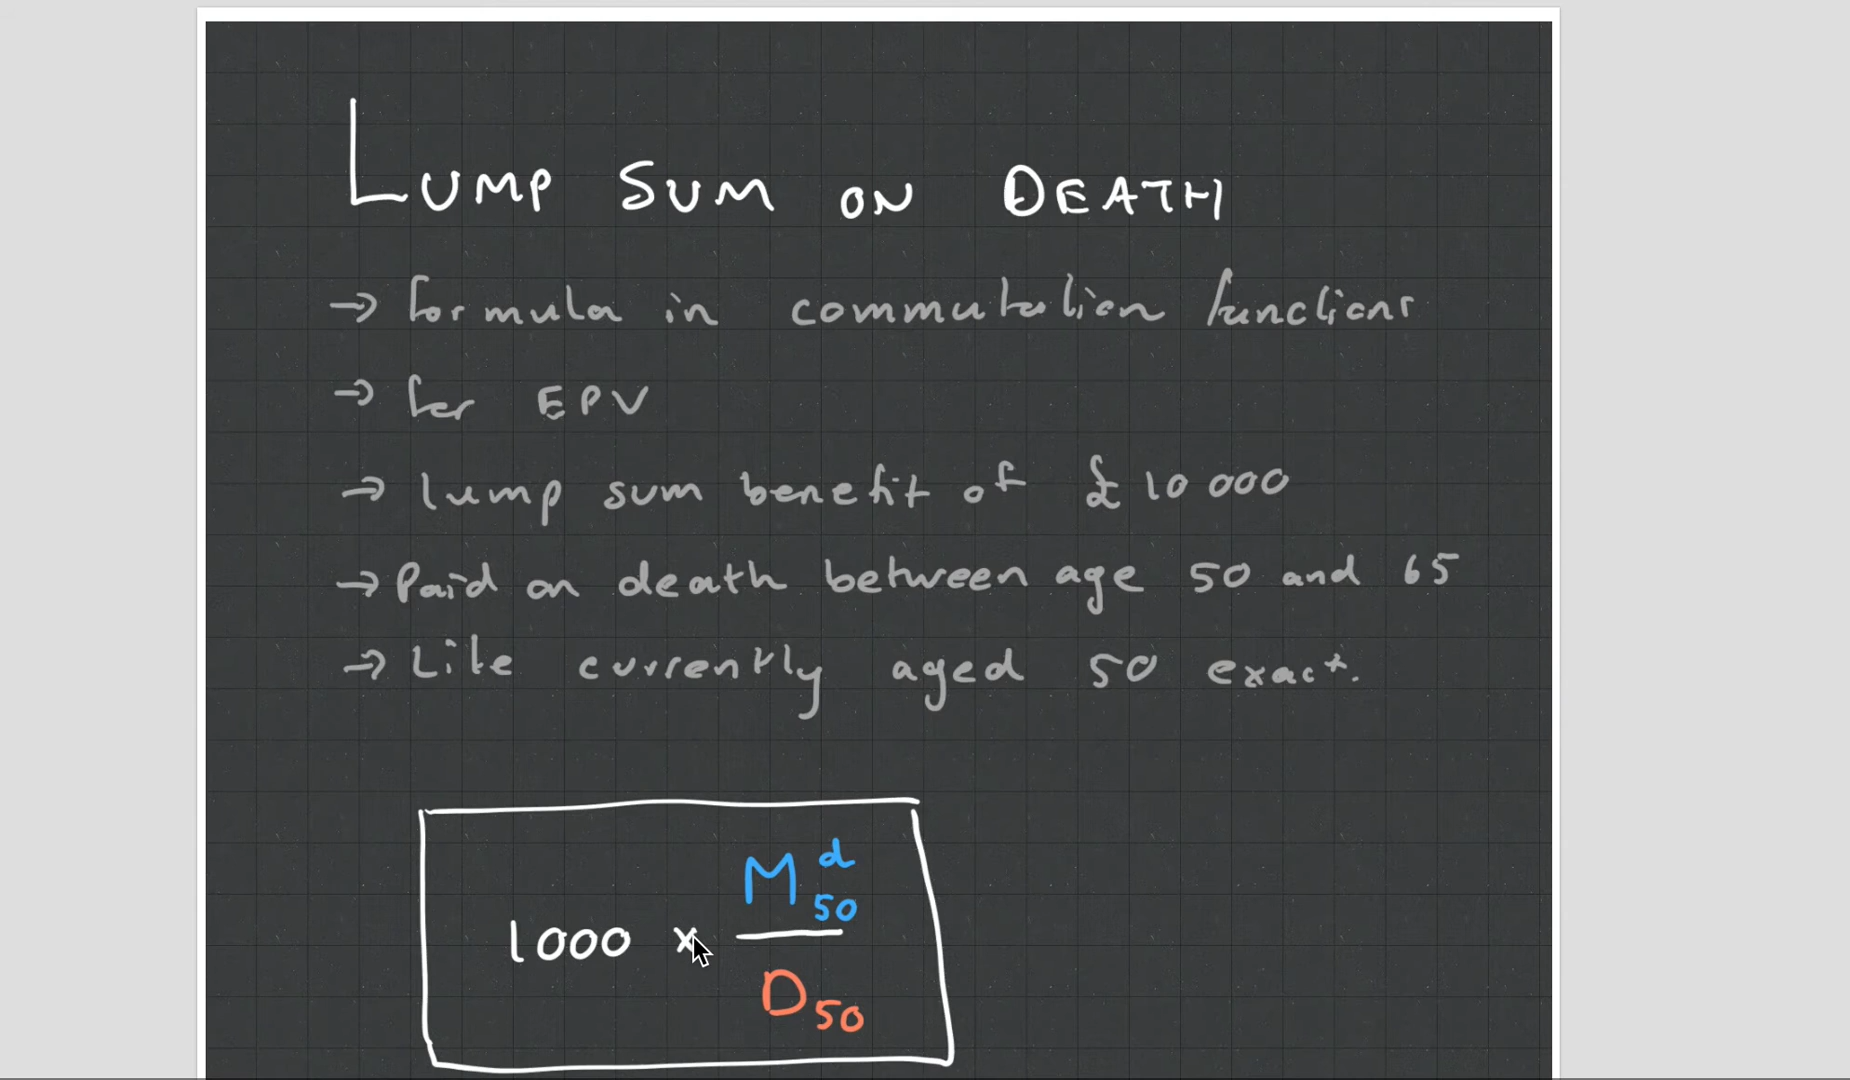 LUMP SUM ON DEATH
→ formula in commutation functions
→ for EPV
→ lump sum benefit of £10 000
→ Paid on death between age 50 and 65
→ Life currently aged 50 exact.
1000 × M^d_50 / D_50